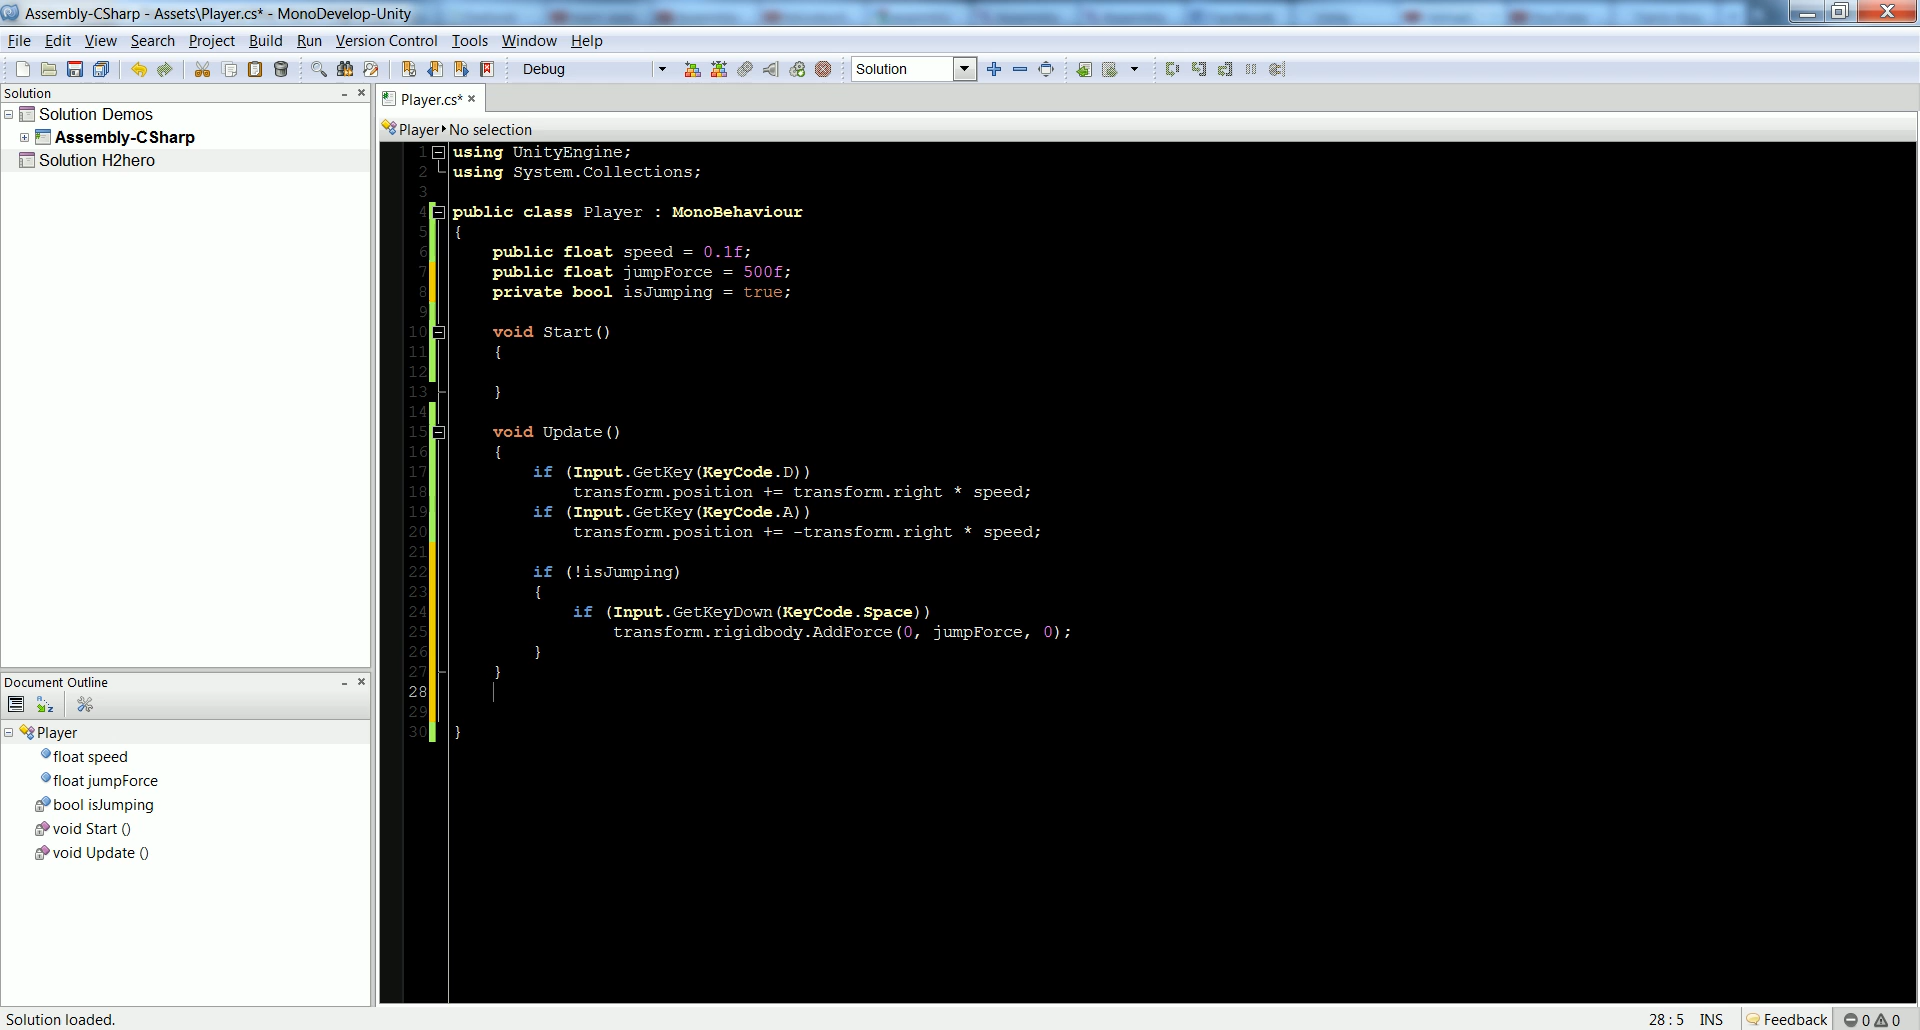 Assembly-CSharp - Assets\Player.cs* - MonoDevelop-Unity
File Edit View Search Project Build Run Version Control Tools Window Help
Debug Solution
Solution
Solution Demos
Assembly-CSharp
Solution H2hero
Player.cs*
Player No selection
1 using UnityEngine;
2 using System.Collections;
3
4 public class Player : MonoBehaviour
5 {
6 public float speed = 0.1f;
7 public float jumpForce = 500f;
8 private bool isJumping = true;
9
10 void Start()
11 {
12
13 }
14
15 void Update()
16 {
17 if (Input.GetKey(KeyCode.D))
18 transform.position += transform.right * speed;
19 if (Input.GetKey(KeyCode.A))
20 transform.position += -transform.right * speed;
21
22 if (!isJumping)
23 {
24 if (Input.GetKeyDown(KeyCode.Space))
25 transform.rigidbody.AddForce(0, jumpForce, 0);
26 }
27 }
28
29
30 }
Document Outline
Player
float speed
float jumpForce
bool isJumping
void Start ()
void Update ()
Solution loaded.
28 : 5 INS Feedback 0 0